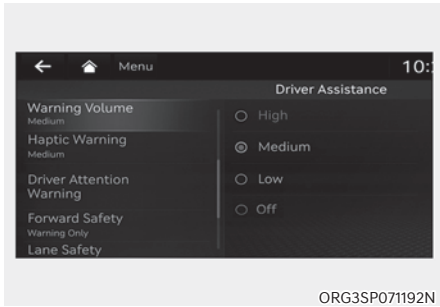 Menu
10:
Driver Assistance
Warning Volume
Medium
Haptic Warning
Medium
Driver Attention
Warning
Forward Safety
Warning Only
Lane Safety
High
Medium
Low
Off
ORG3SP071192N